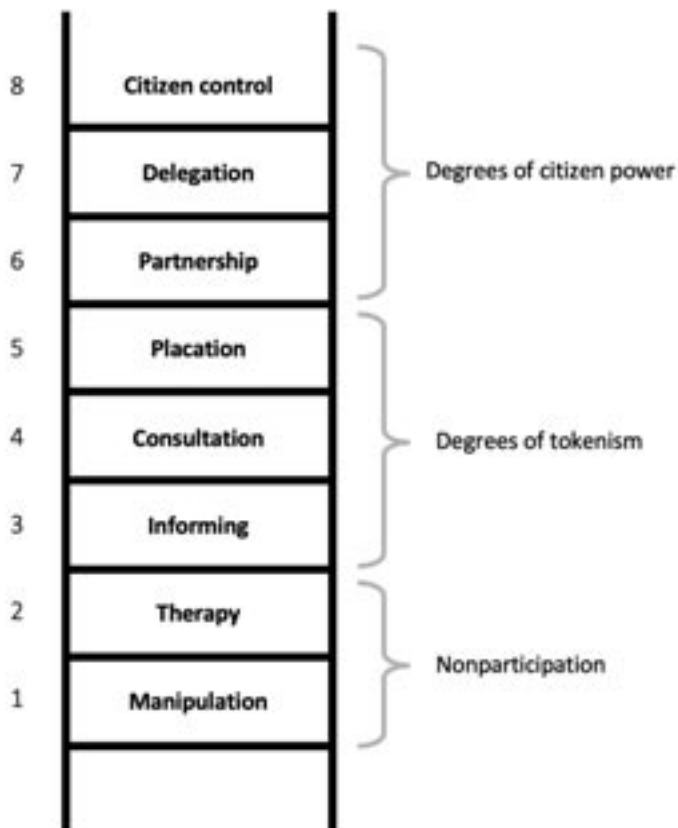 8 Citizen control
7 Delegation Degrees of citizen power
6 Partnership
5 Placation
4 Consultation Degrees of tokenism
3 Informing
2 Therapy
Nonparticipation
1 Manipulation